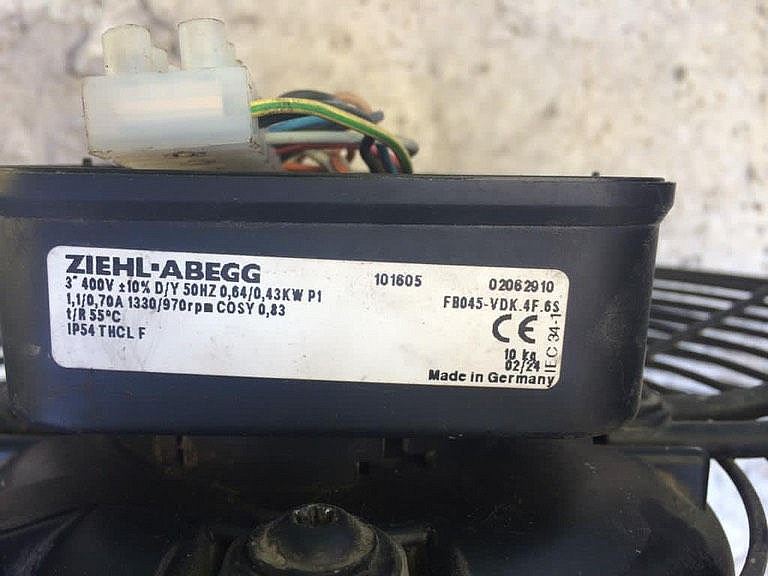 ZIEHL-ABEGG 101605 02062910
3~ 400V ±10% D/Y 50HZ 0,64/0,43KW P1 FB045-VDK.4F.6S
1,1/0,70A 1330/970rpm COSY 0,83
t/R 55°C
IP54 THCL F
CE
IEC 34-1
10 kg
02/24
Made in Germany